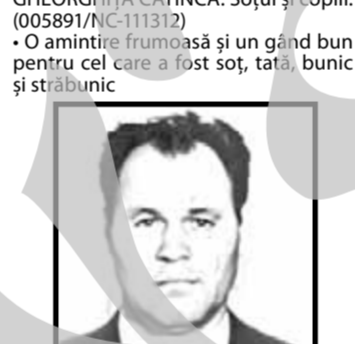 GHEORGHIȚA CATINCA. Soțul și copiii.
(005891/NC-111312)
• O amintire frumoasă și un gând bun
pentru cel care a fost soț, tată, bunic
și străbunic